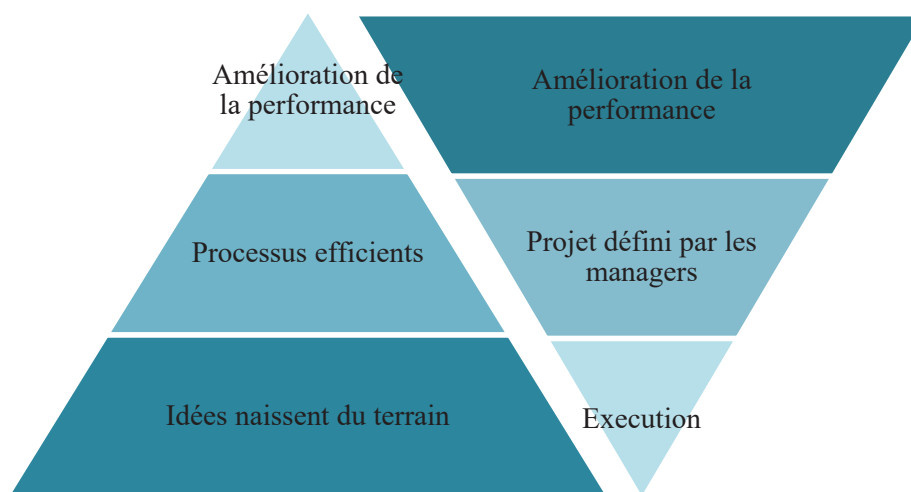 Amélioration de
la performance
Processus efficients
Idées naissent du terrain
Amélioration de la
performance
Projet défini par les
managers
Execution